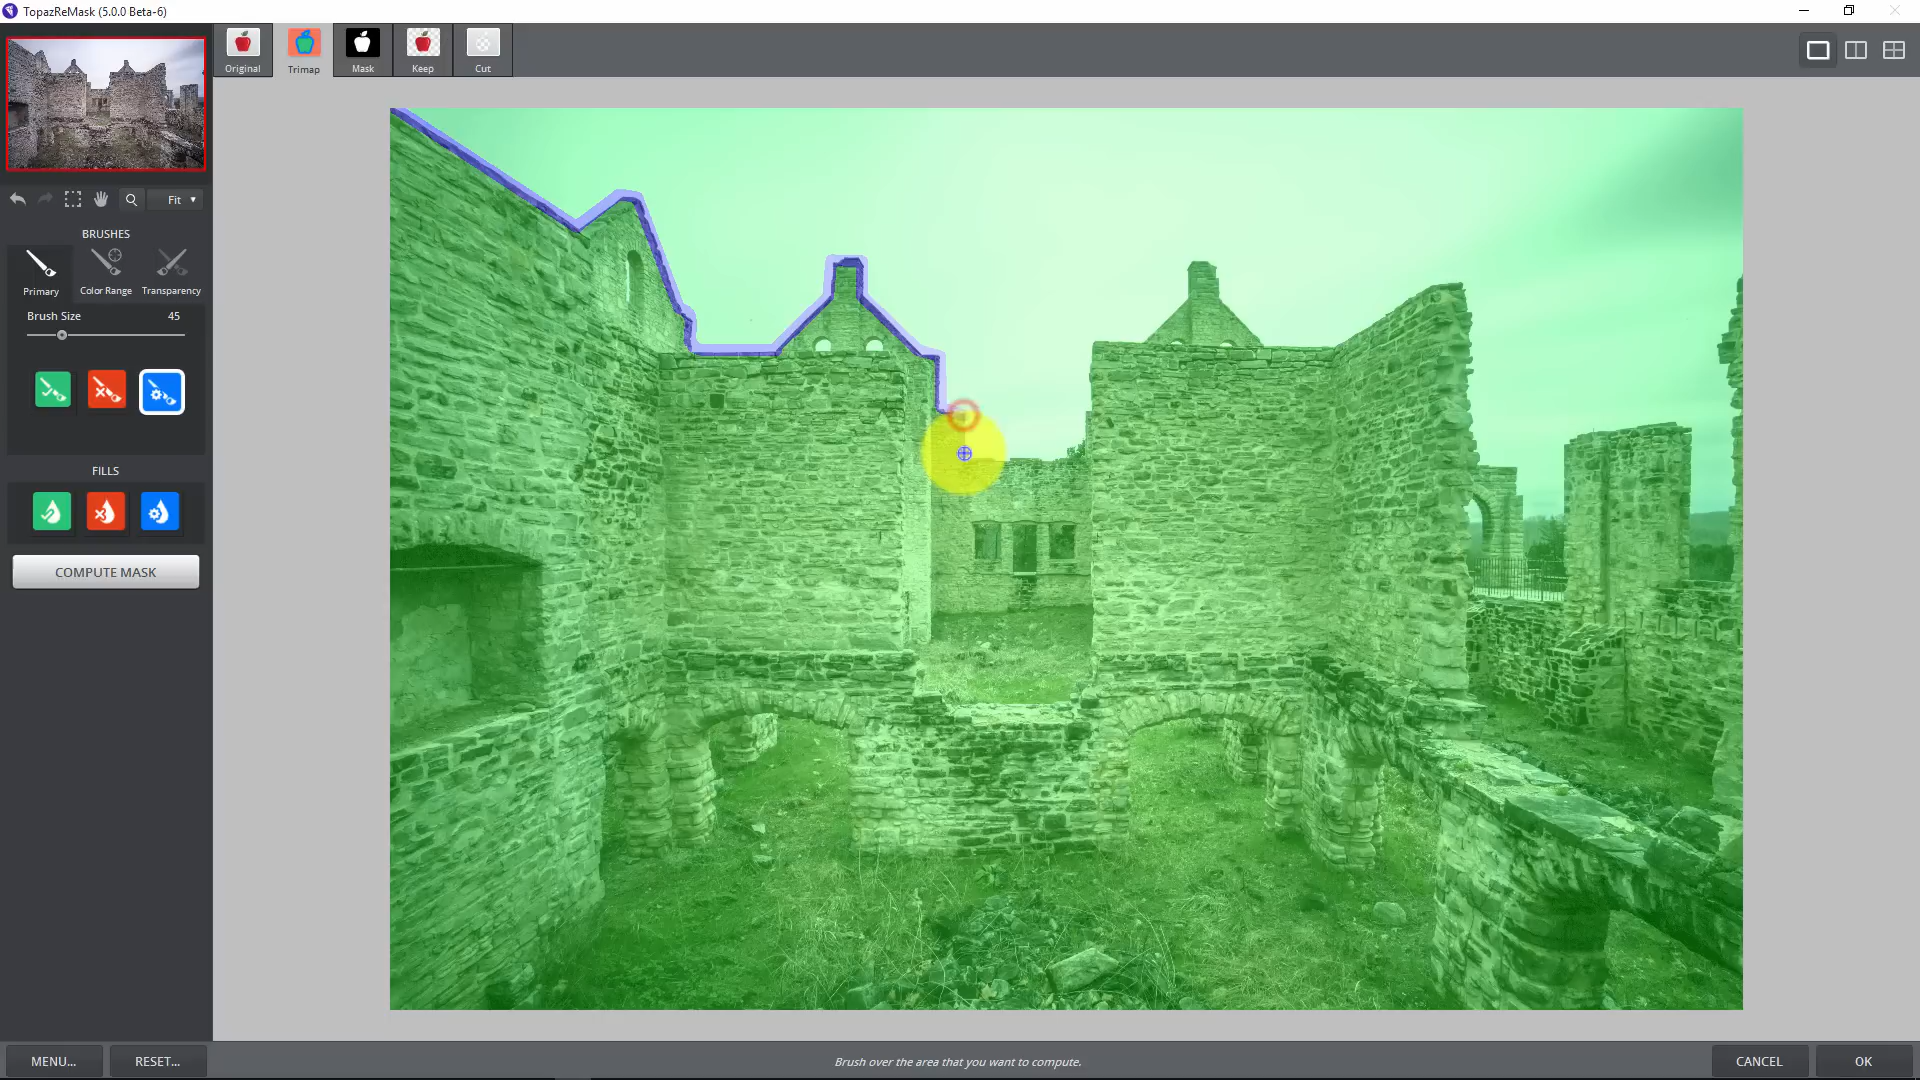 TopazReMask (5.0.0 Beta-6)
Original
Trimap
Mask
Keep
Cut
Fit
BRUSHES
Primary
Color Range
Transparency
Brush Size 45
FILLS
COMPUTE MASK
MENU...
RESET...
Brush over the area that you want to compute.
CANCEL
OK